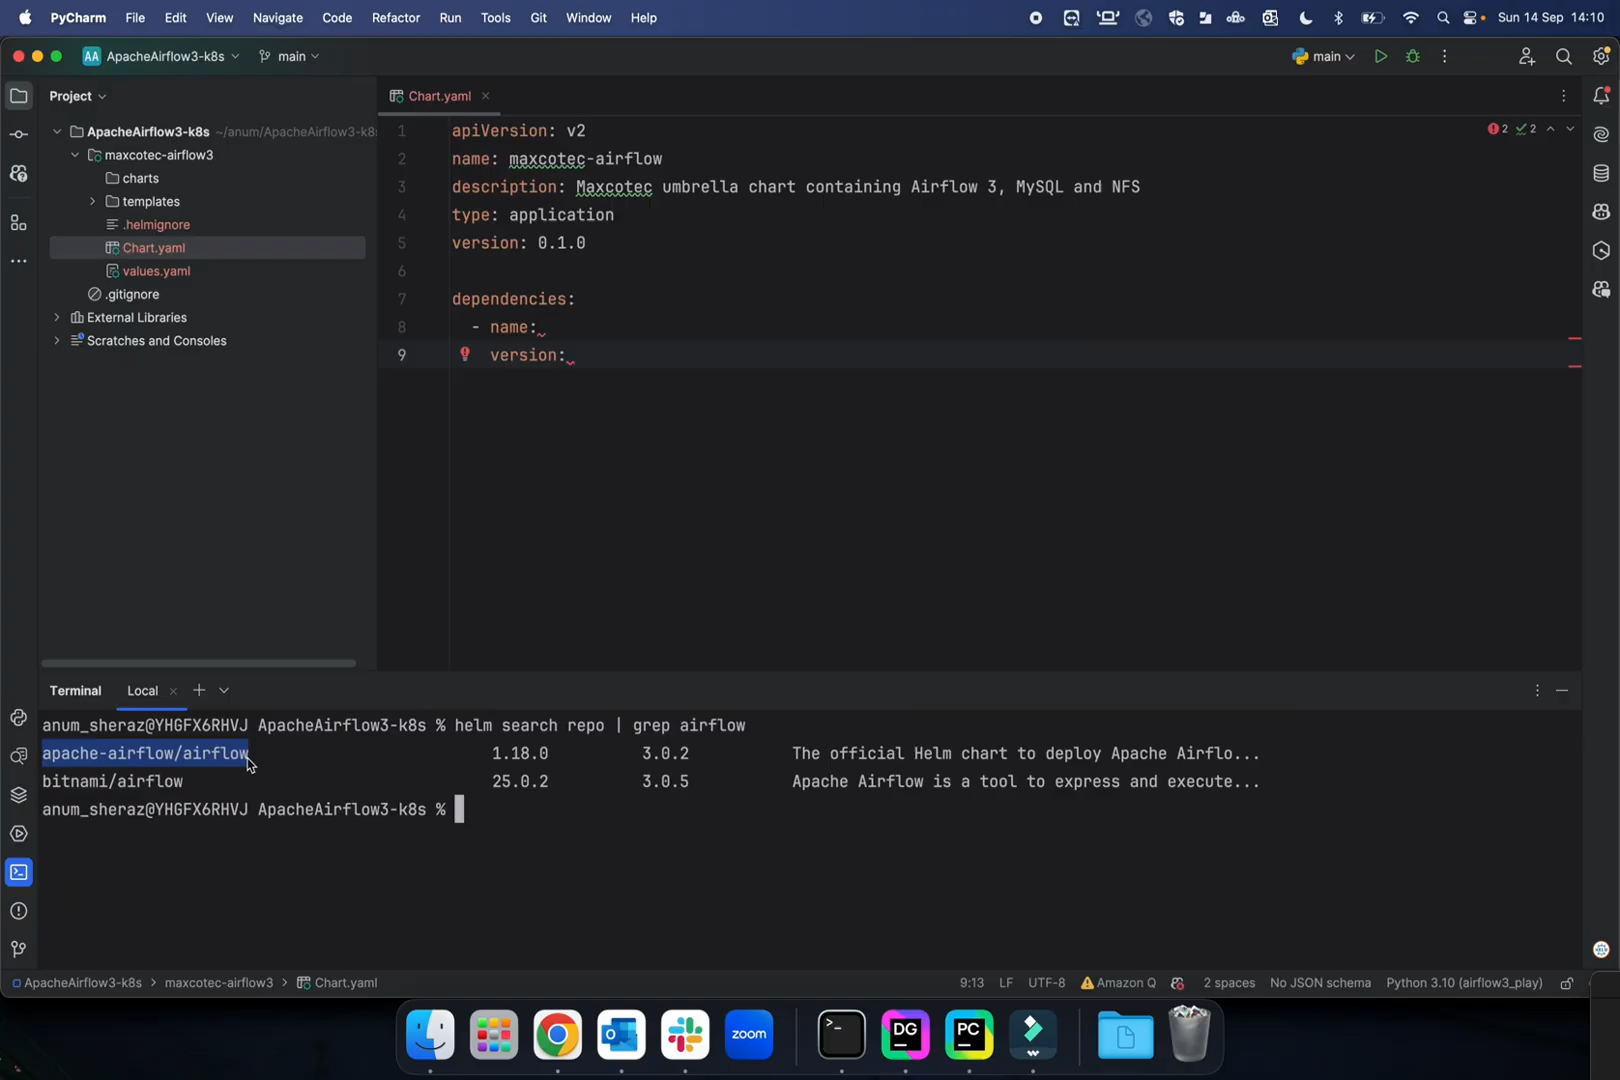 PyCharm File Edit View Navigate Code Refactor Run Tools Git Window Help Sun 14 Sep 14:10
AA ApacheAirflow3-k8s main main
Project
Chart.yaml
ApacheAirflow3-k8s ~/anum/ApacheAirflow3-k8
maxcotec-airflow3
charts
templates
.helmignore
Chart.yaml
values.yaml
.gitignore
External Libraries
Scratches and Consoles
1 apiVersion: v2
2 name: maxcotec-airflow
3 description: Maxcotec umbrella chart containing Airflow 3, MySQL and NFS
4 type: application
5 version: 0.1.0
6
7 dependencies:
8 - name:
9 version:
2 2
Terminal Local
anum_sheraz@YHGFX6RHVJ ApacheAirflow3-k8s % helm search repo | grep airflow
apache-airflow/airflow 1.18.0 3.0.2 The official Helm chart to deploy Apache Airflo...
bitnami/airflow 25.0.2 3.0.5 Apache Airflow is a tool to express and execute...
anum_sheraz@YHGFX6RHVJ ApacheAirflow3-k8s %
ApacheAirflow3-k8s > maxcotec-airflow3 > Chart.yaml 9:13 LF UTF-8 Amazon Q 2 spaces No JSON schema Python 3.10 (airflow3_play)
zoom DG PC